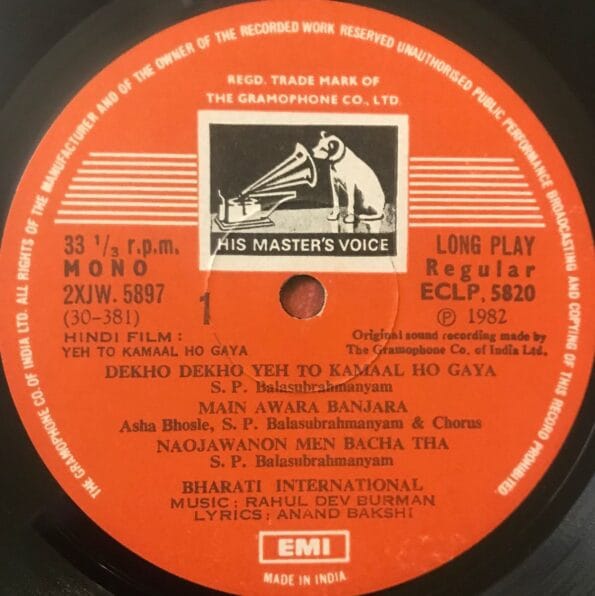 THE GRAMOPHONE CO. OF INDIA LTD. ALL RIGHTS OF THE MANUFACTURER AND OF THE OWNER OF THE RECORDED WORK RESERVED UNAUTHORISED PUBLIC PERFORMANCE BROADCASTING AND COPYING OF THIS RECORD PROHIBITED
REGD. TRADE MARK OF
THE GRAMOPHONE CO., LTD.
HIS MASTER'S VOICE
33 1/3 r.p.m.
MONO
2XJW. 5897
(30-381)
1
LONG PLAY
Regular
ECLP. 5820
℗ 1982
HINDI FILM :
YEH TO KAMAAL HO GAYA
Original sound recording made by
The Gramophone Co. of India Ltd.
DEKHO DEKHO YEH TO KAMAAL HO GAYA
S. P. Balasubrahmanyam
MAIN AWARA BANJARA
Asha Bhosle, S. P. Balasubrahmanyam & Chorus
NAOJAWANON MEN BACHA THA
S. P. Balasubrahmanyam
BHARATI INTERNATIONAL
MUSIC : RAHUL DEV BURMAN
LYRICS : ANAND BAKSHI
EMI
MADE IN INDIA